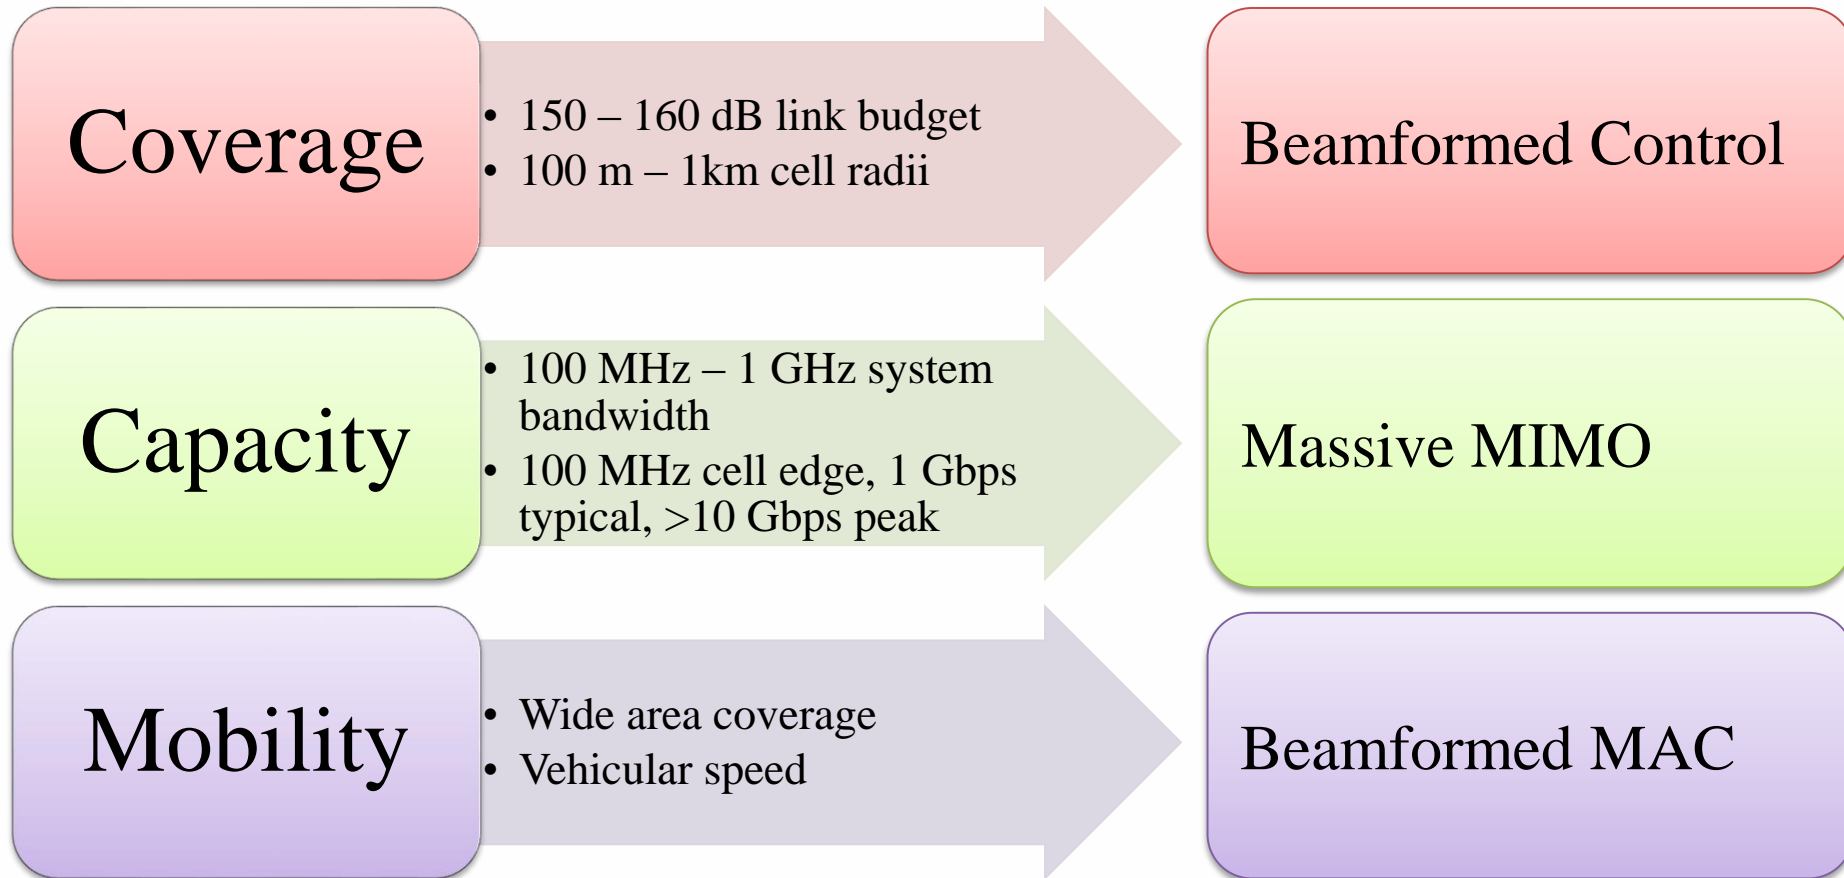 Coverage
• 150 – 160 dB link budget
• 100 m – 1km cell radii
Beamformed Control
Capacity
• 100 MHz – 1 GHz system
bandwidth
• 100 MHz cell edge, 1 Gbps
typical, >10 Gbps peak
Massive MIMO
Mobility
• Wide area coverage
• Vehicular speed
Beamformed MAC